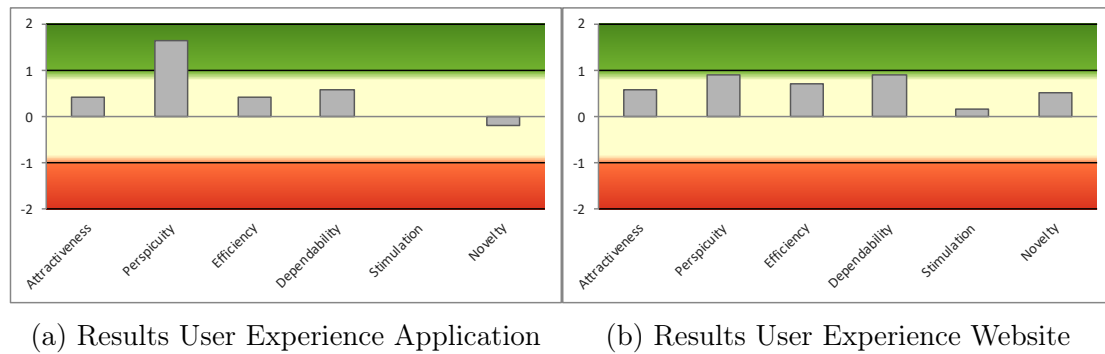 2
1
0
-1
-2
Attractiveness
Perspicuity
Efficiency
Dependability
Stimulation
Novelty
2
1
0
-1
-2
Attractiveness
Perspicuity
Efficiency
Dependability
Stimulation
Novelty
(a) Results User Experience Application
(b) Results User Experience Website